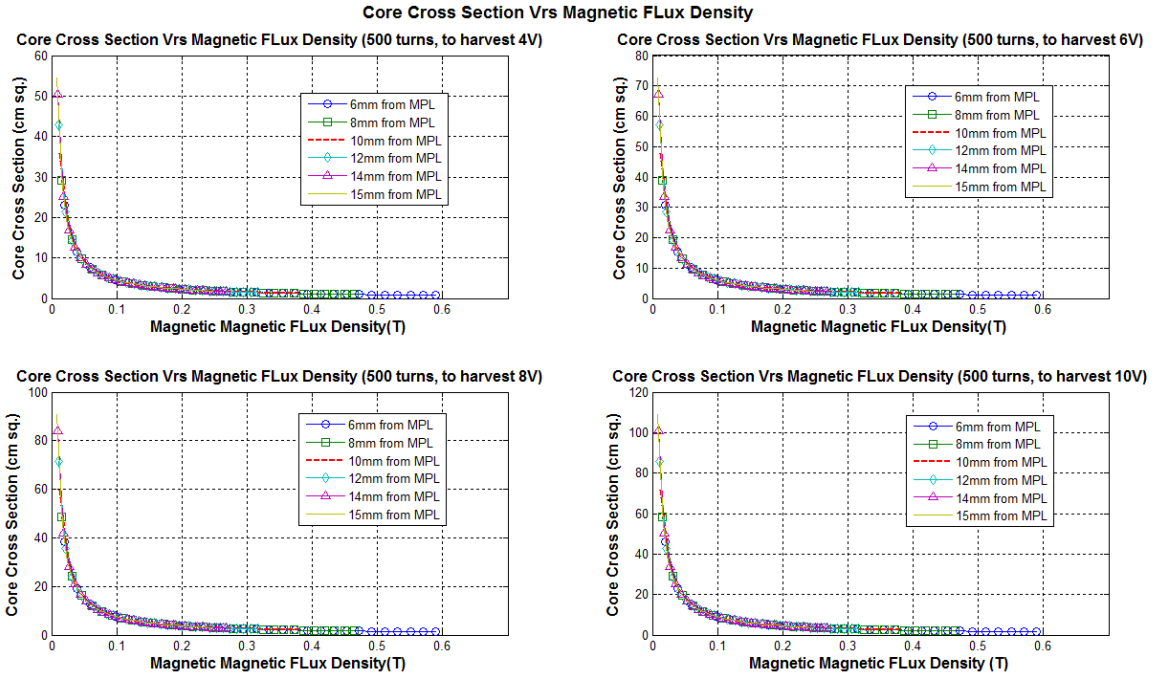 Core Cross Section Vrs Magnetic FLux Density
Core Cross Section Vrs Magnetic FLux Density (500 turns, to harvest 4V)
60
50
40
30
20
10
0
Core Cross Section (cm sq.)
6mm from MPL
8mm from MPL
10mm from MPL
12mm from MPL
14mm from MPL
15mm from MPL
0 0.1 0.2 0.3 0.4 0.5 0.6
Magnetic Magnetic FLux Density(T)
Core Cross Section Vrs Magnetic FLux Density (500 turns, to harvest 6V)
80
70
60
50
40
30
20
10
0
Core Cross Section (cm sq.)
6mm from MPL
8mm from MPL
10mm from MPL
12mm from MPL
14mm from MPL
15mm from MPL
0 0.1 0.2 0.3 0.4 0.5 0.6
Magnetic Magnetic FLux Density(T)
Core Cross Section Vrs Magnetic FLux Density (500 turns, to harvest 8V)
100
80
60
40
20
0
Core Cross Section (cm sq.)
6mm from MPL
8mm from MPL
10mm from MPL
12mm from MPL
14mm from MPL
15mm from MPL
0 0.1 0.2 0.3 0.4 0.5 0.6
Magnetic Magnetic FLux Density(T)
Core Cross Section Vrs Magnetic FLux Density (500 turns, to harvest 10V)
120
100
80
60
40
20
0
Core Cross Section (cm sq.)
6mm from MPL
8mm from MPL
10mm from MPL
12mm from MPL
14mm from MPL
15mm from MPL
0 0.1 0.2 0.3 0.4 0.5 0.6
Magnetic Magnetic FLux Density (T)